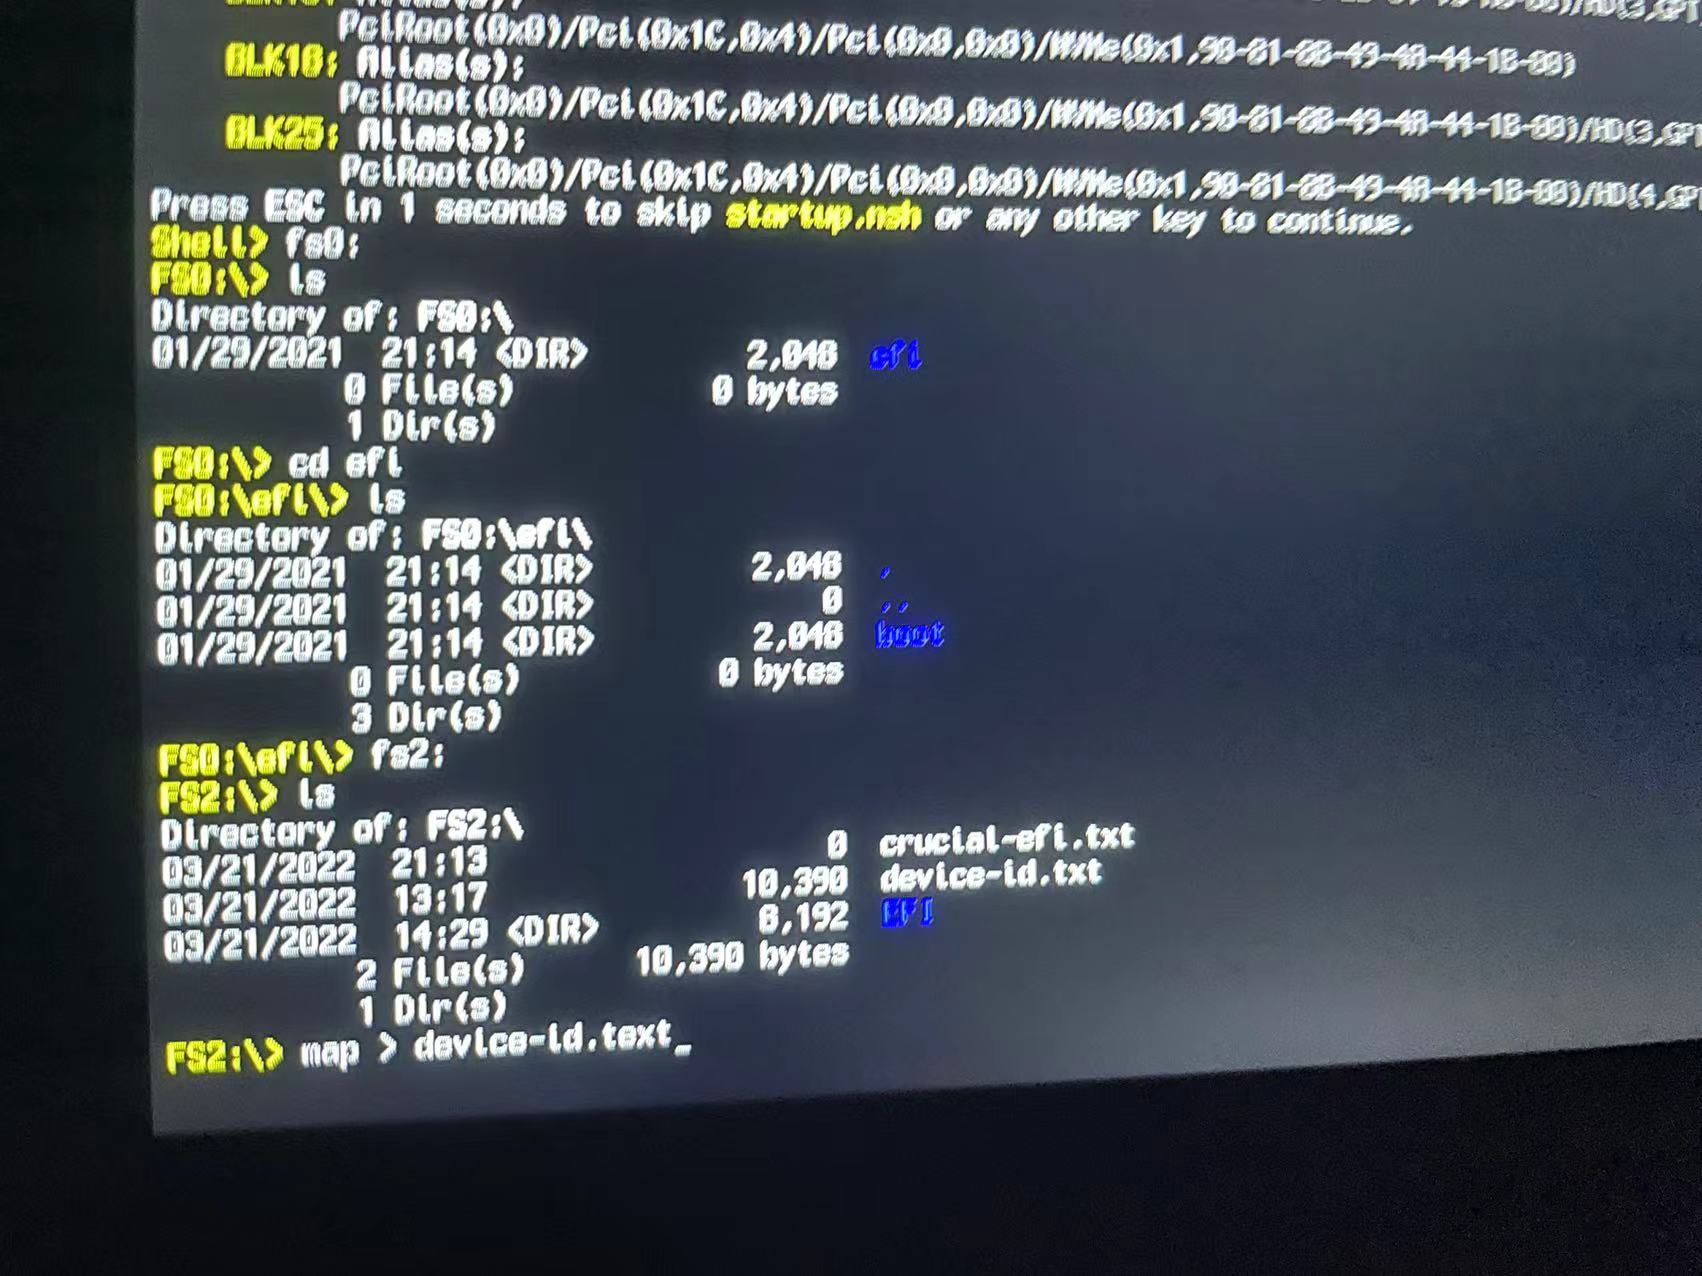 PciRoot(0x0)/Pci(0x1C,0x4)/Pci(0x0,0x0)/NVMe(0x1,90-81-08-49-48-44-1B-00)
BLK18: Alias(s):
PciRoot(0x0)/Pci(0x1C,0x4)/Pci(0x0,0x0)/NVMe(0x1,90-81-08-49-48-44-1B-00)/HD(3,GPT
BLK25: Alias(s):
PciRoot(0x0)/Pci(0x1C,0x4)/Pci(0x0,0x0)/NVMe(0x1,90-81-08-49-48-44-1B-00)/HD(4,GPT
Press ESC in 1 seconds to skip startup.nsh or any other key to continue.
Shell> fs0:
FS0:\> ls
Directory of: FS0:\
01/29/2021 21:14 <DIR> 2,048 efi
0 File(s) 0 bytes
1 Dir(s)
FS0:\> cd efi
FS0:\efi\> ls
Directory of: FS0:\efi\
01/29/2021 21:14 <DIR> 2,048 .
01/29/2021 21:14 <DIR> 0 ..
01/29/2021 21:14 <DIR> 2,048 boot
0 File(s) 0 bytes
3 Dir(s)
FS0:\efi\> fs2:
FS2:\> ls
Directory of: FS2:\
03/21/2022 21:13 0 crucial-efi.txt
03/21/2022 13:17 10,390 device-id.txt
03/21/2022 14:29 <DIR> 8,192 EFI
2 File(s) 10,390 bytes
1 Dir(s)
FS2:\> map > device-id.text_